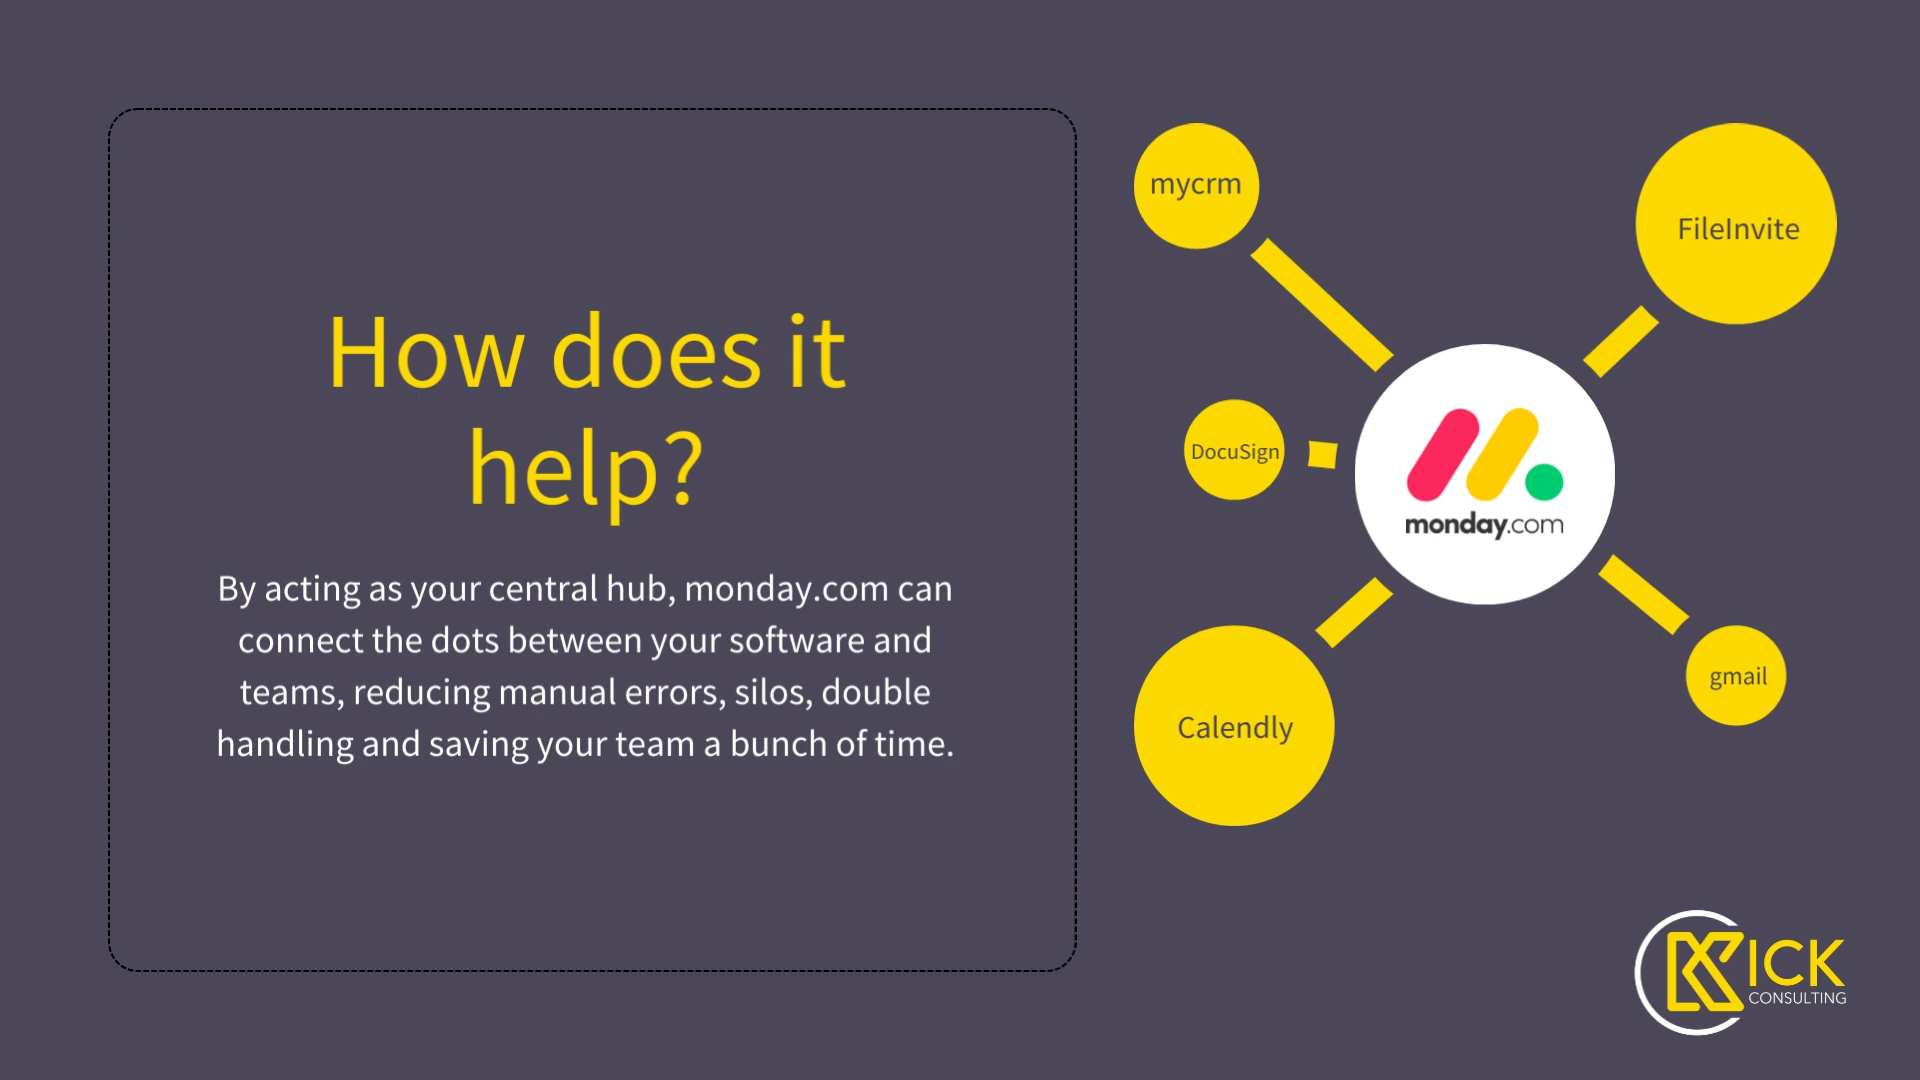 How does it
help?
By acting as your central hub, monday.com can
connect the dots between your software and
teams, reducing manual errors, silos, double
handling and saving your team a bunch of time.
mycrm
FileInvite
DocuSign
monday.com
Calendly
gmail
KICK
CONSULTING